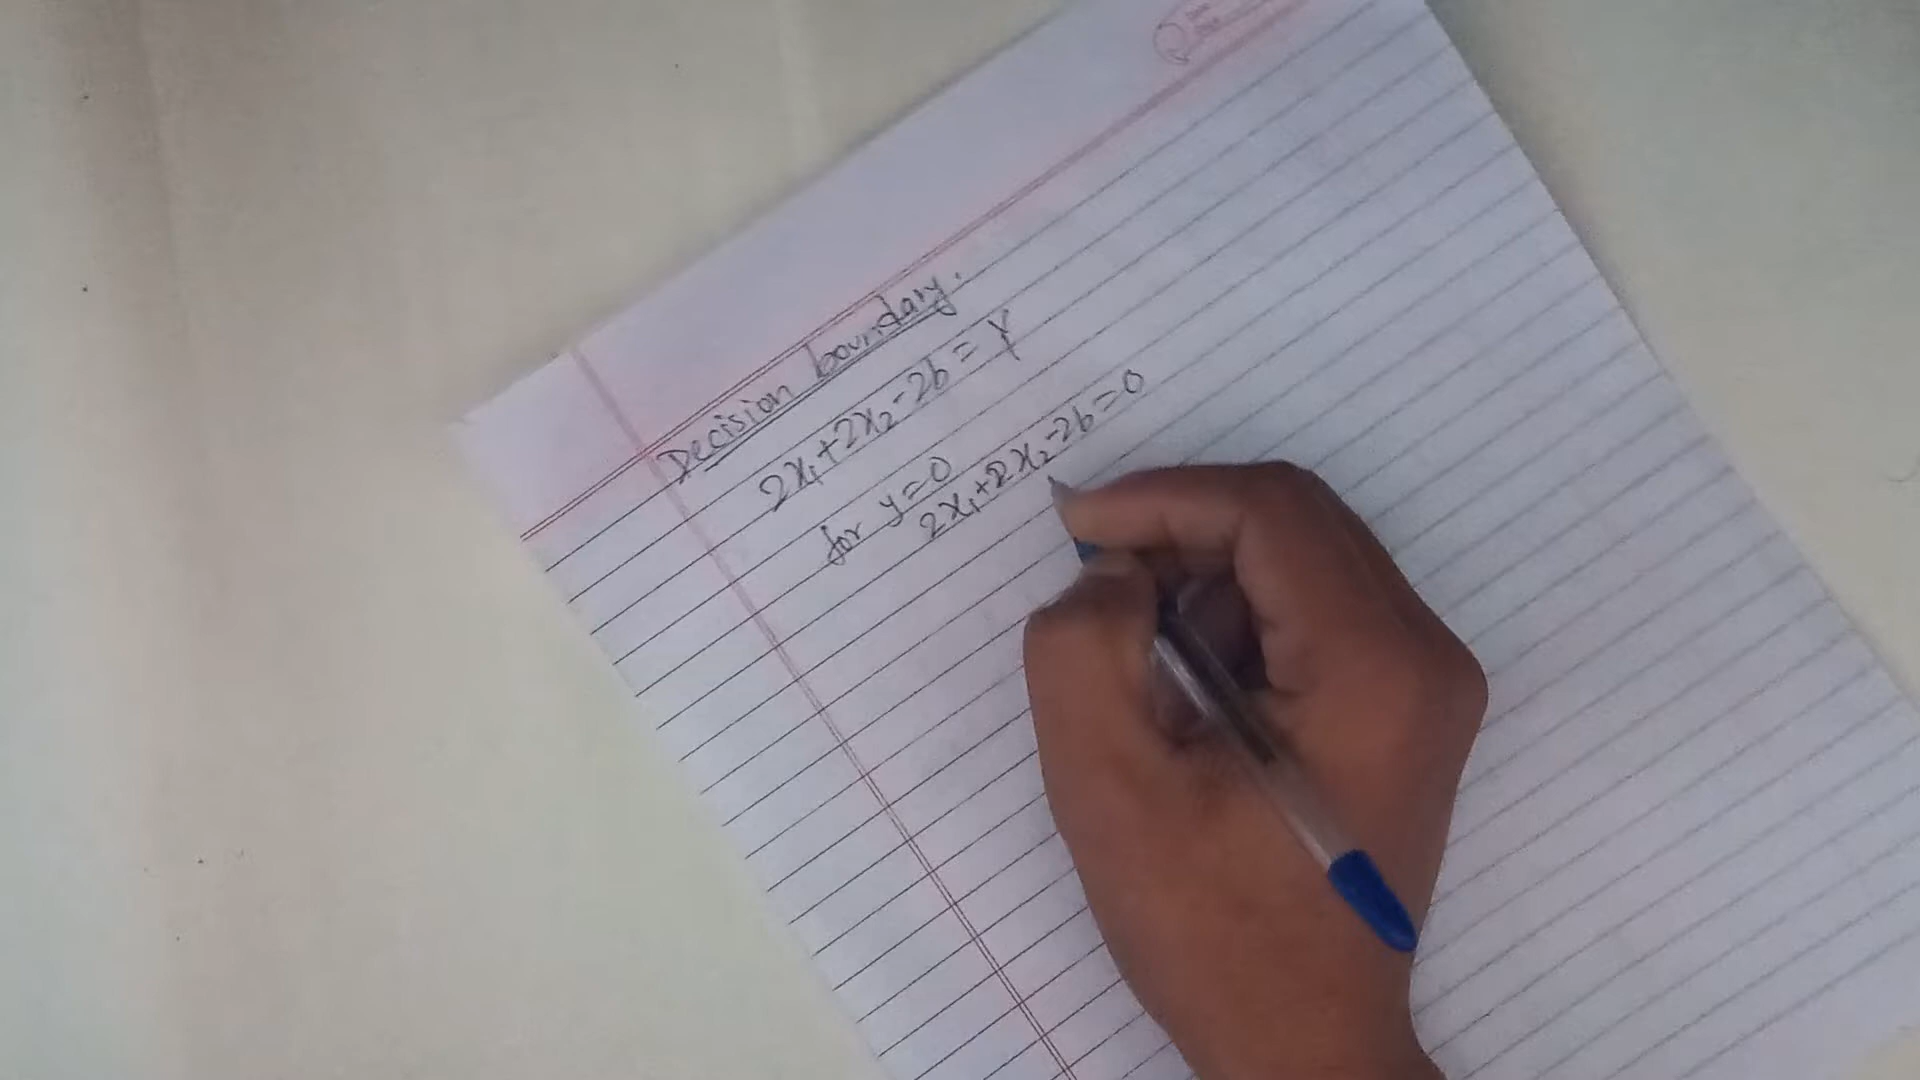 Decision boundary.
2x₁+2x₂-2b=Y
for y=0
2x₁+2x₂-2b=0